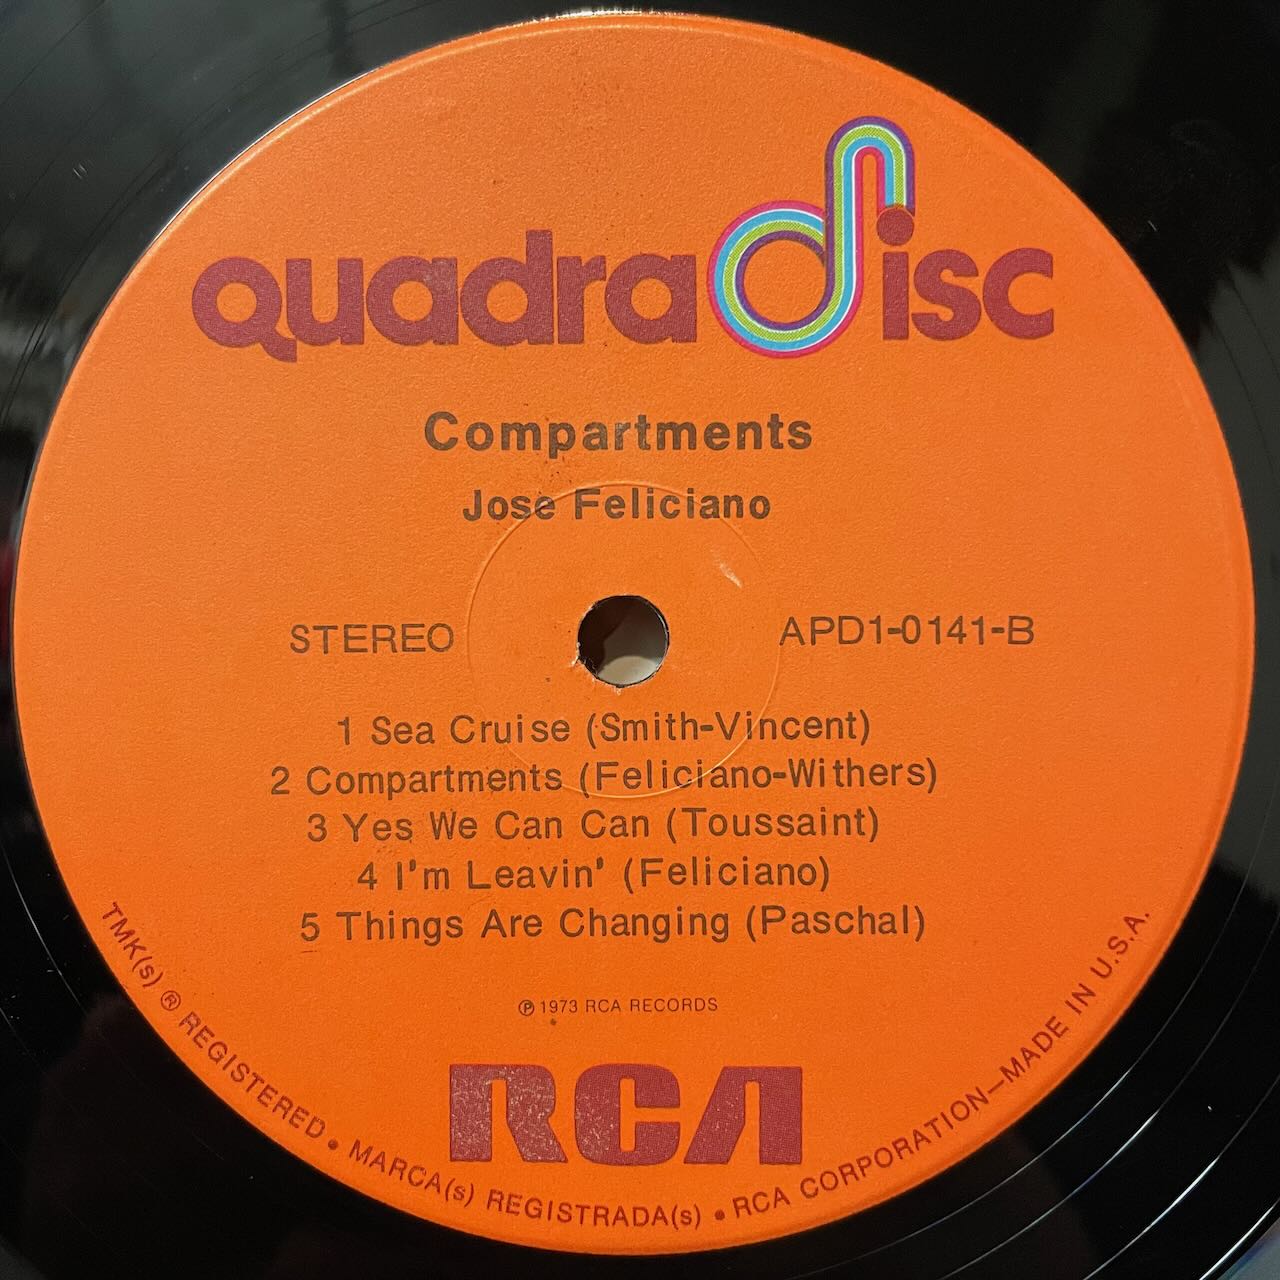 quadradisc
Compartments
Jose Feliciano
STEREO
APD1-0141-B
1 Sea Cruise (Smith-Vincent)
2 Compartments (Feliciano-Withers)
3 Yes We Can Can (Toussaint)
4 I'm Leavin' (Feliciano)
5 Things Are Changing (Paschal)
℗ 1973 RCA RECORDS
RCA
TMK(s) ® REGISTERED • MARCA(s) REGISTRADA(s) • RCA CORPORATION—MADE IN U.S.A.